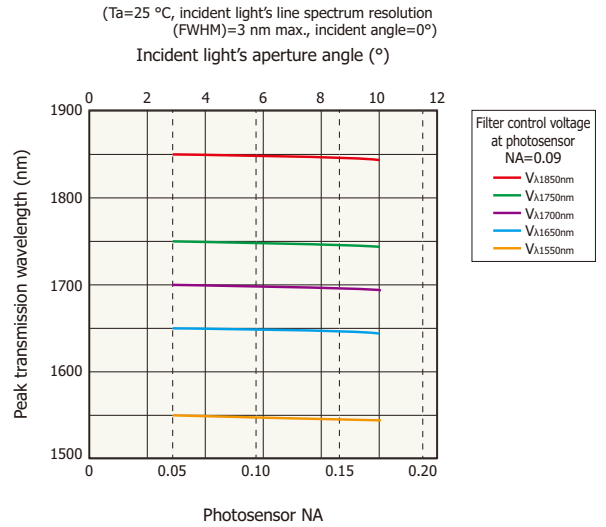 (Ta=25 °C, incident light's line spectrum resolution
(FWHM)=3 nm max., incident angle=0°)
Incident light's aperture angle (°)
0 2 4 6 8 10 12
1900
1800
1700
1600
1500
Peak transmission wavelength (nm)
0 0.05 0.10 0.15 0.20
Photosensor NA
Filter control voltage
at photosensor
NA=0.09
Vλ1850nm
Vλ1750nm
Vλ1700nm
Vλ1650nm
Vλ1550nm